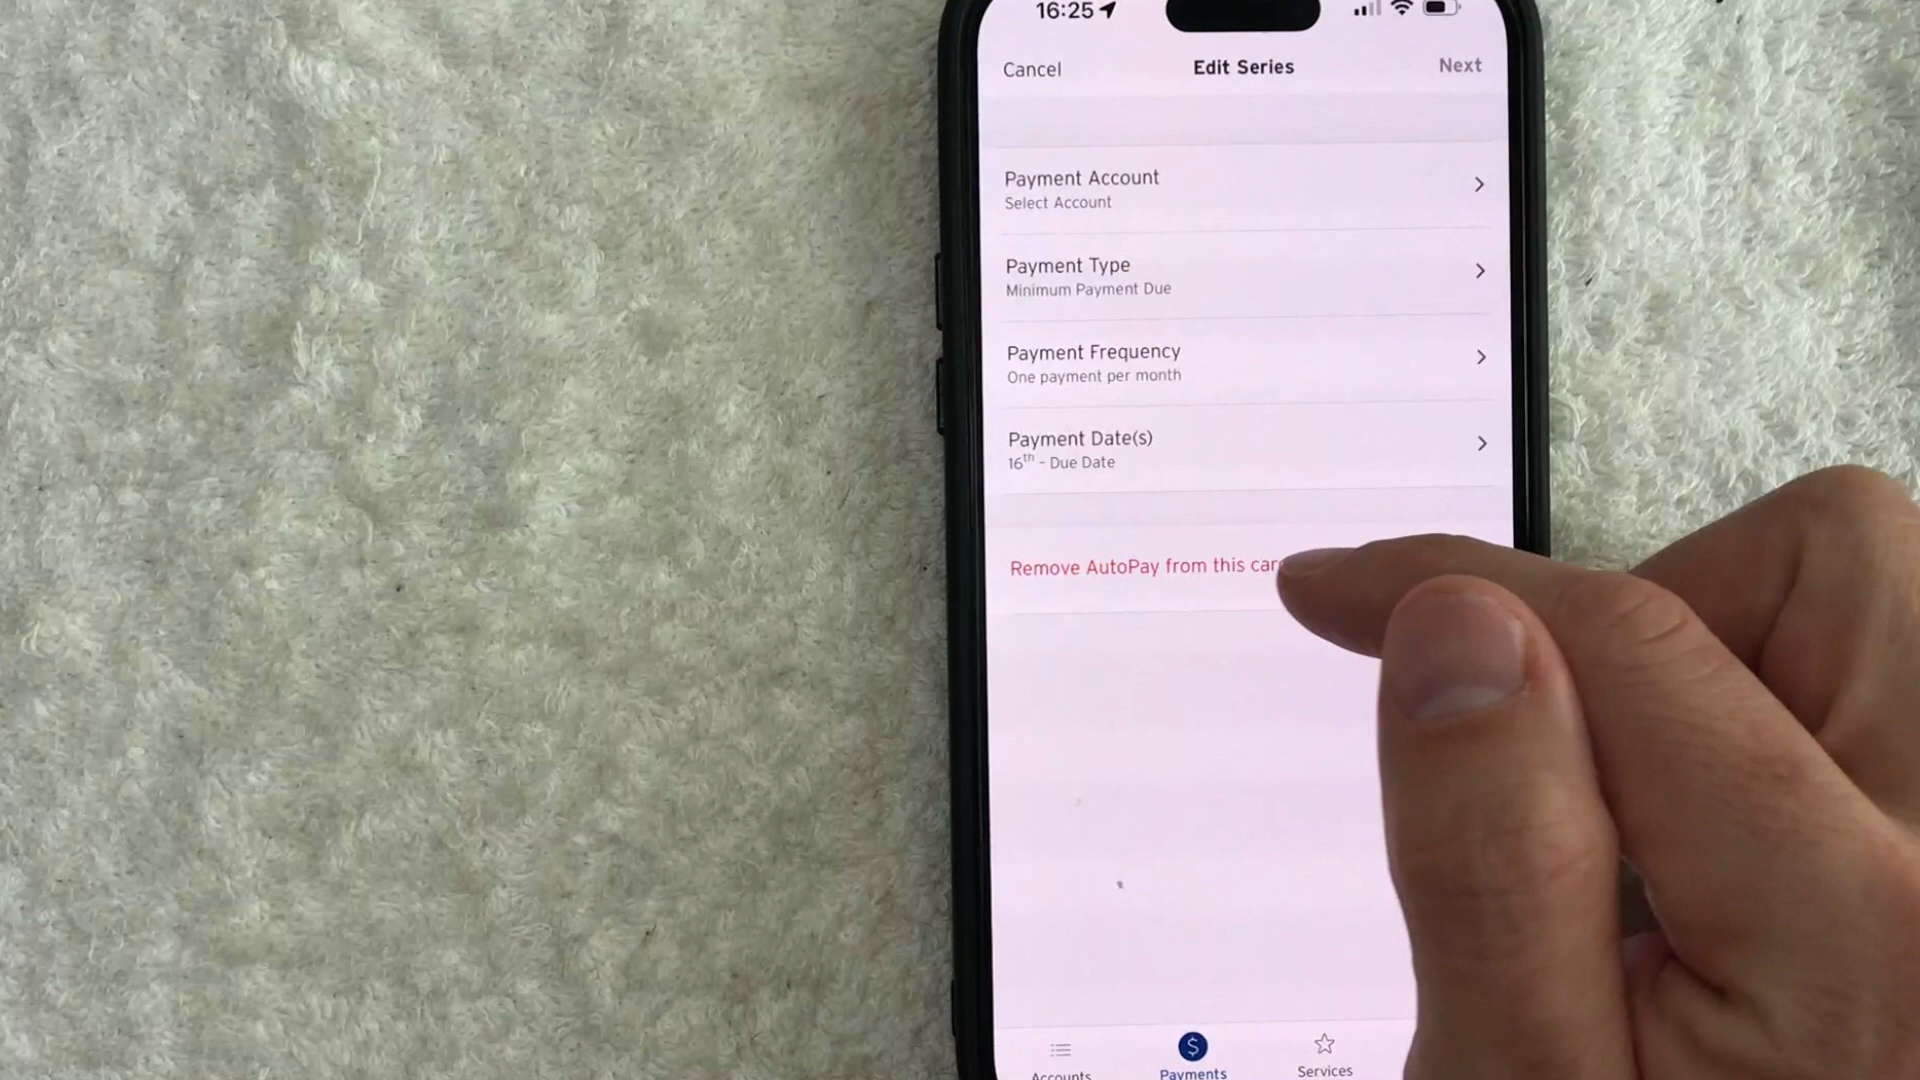 16:25
Cancel Edit Series Next
Payment Account
Select Account
Payment Type
Minimum Payment Due
Payment Frequency
One payment per month
Payment Date(s)
16th - Due Date
Remove AutoPay from this card
Accounts Payments Services